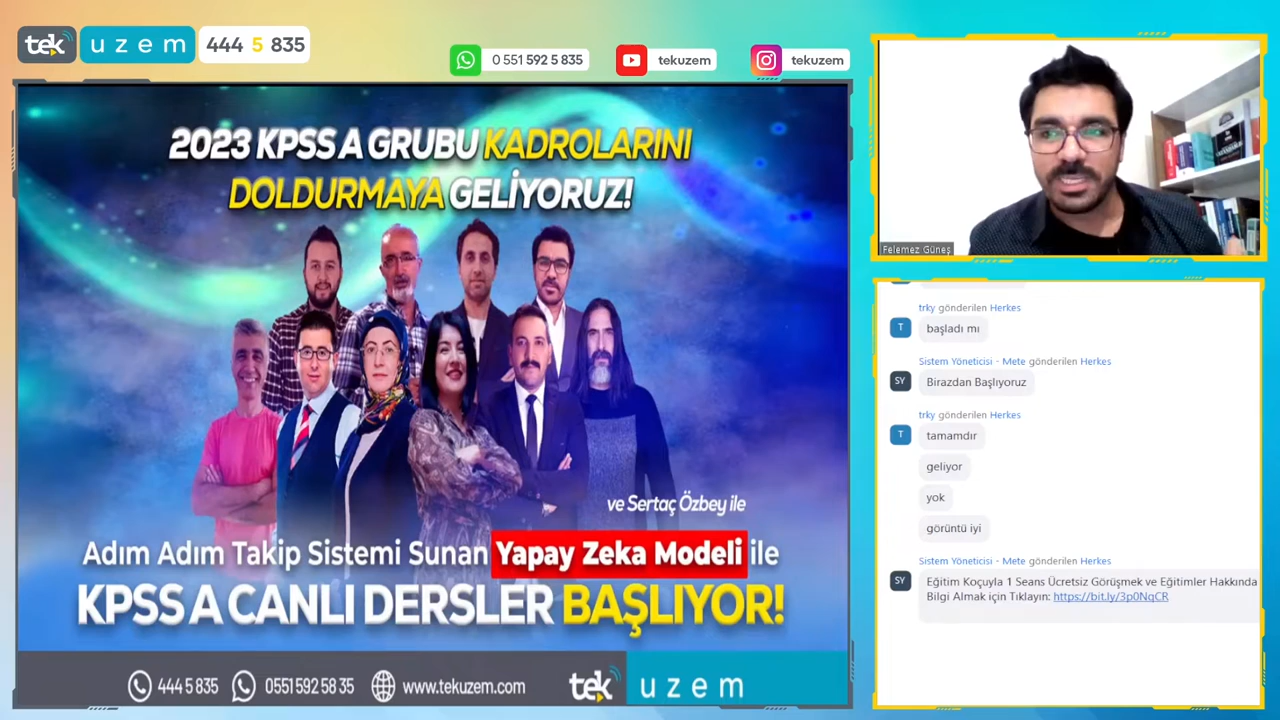 tek
uzem
444 5 835
0 551 592 5 835
tekuzem
tekuzem
2023 KPSS A GRUBU KADROLARINI
DOLDURMAYA GELİYORUZ!
ve Sertaç Özbey ile
Adım Adım Takip Sistemi Sunan Yapay Zeka Modeli ile
KPSS A CANLI DERSLER BAŞLIYOR!
444 5 835
0551 592 58 35
www.tekuzem.com
tek
uzem
Felemez Güneş
trky gönderilen Herkes
T
başladı mı
Sistem Yöneticisi - Mete gönderilen Herkes
SY
Birazdan Başlıyoruz
trky gönderilen Herkes
T
tamamdır
geliyor
yok
görüntü iyi
Sistem Yöneticisi - Mete gönderilen Herkes
SY
Eğitim Koçuyla 1 Seans Ücretsiz Görüşmek ve Eğitimler Hakkında
Bilgi Almak için Tıklayın: https://bit.ly/3p0NqCR